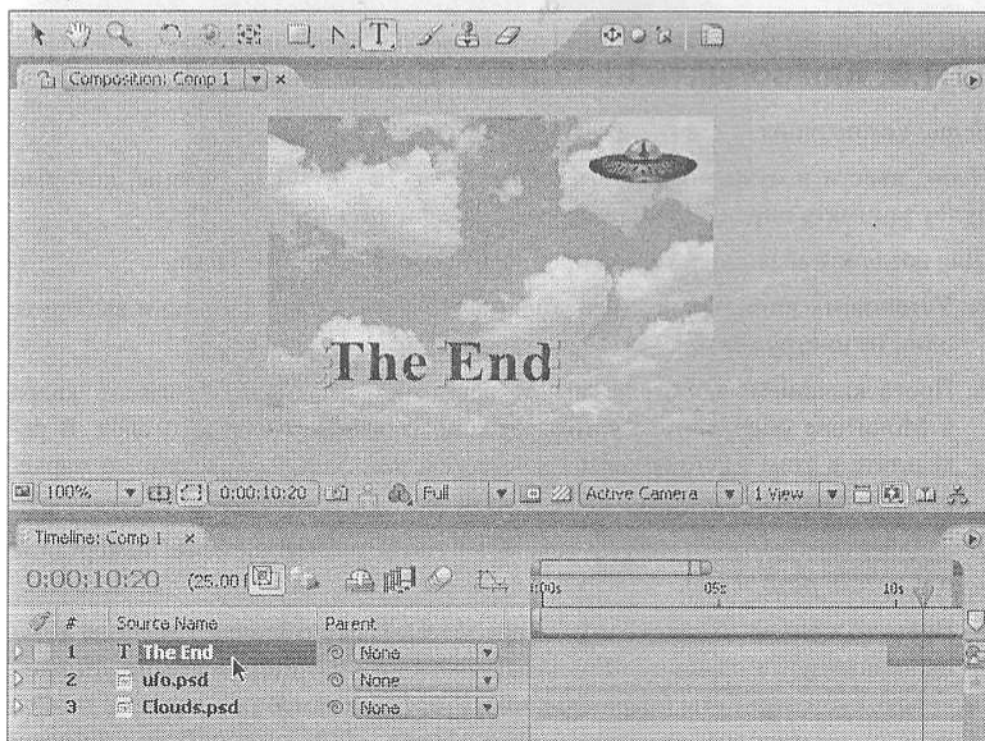 T
Composition: Comp 1
The End
100%
0:00:10:20
Full
Active Camera
1 View
Timeline: Comp 1
0:00:10:20
(25.00 f
:00s
05s
10s
#
Source Name
Parent
1
T
The End
None
2
ufo.psd
None
3
Clouds.psd
None